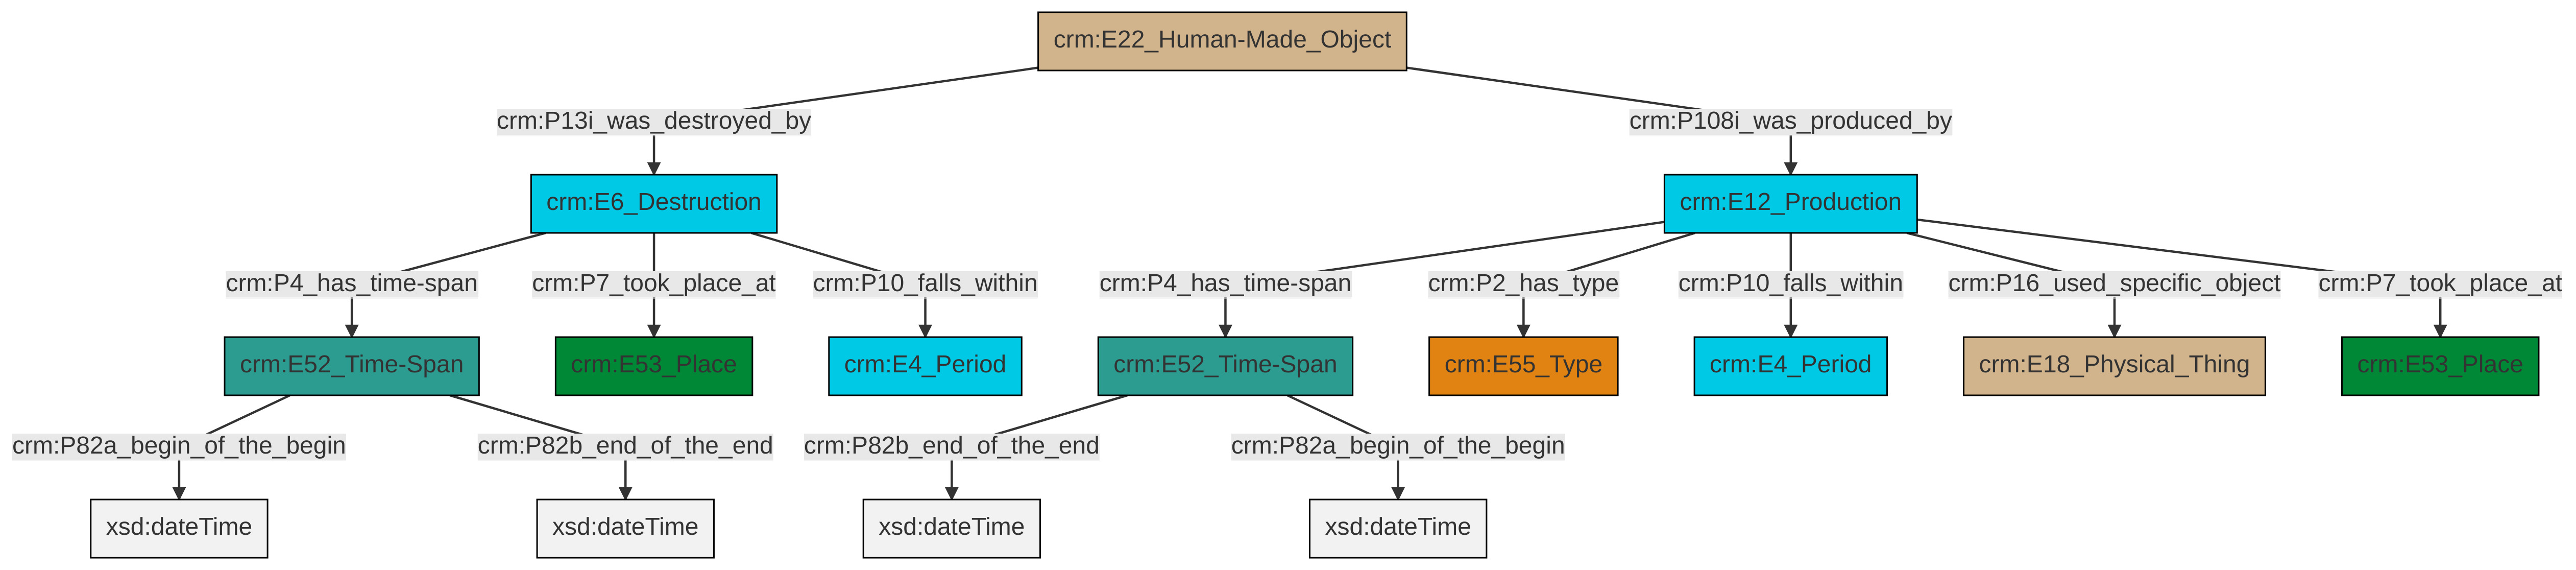 crm:E22_Human-Made_Object
crm:P13i_was_destroyed_by
crm:P108i_was_produced_by
crm:E6_Destruction
crm:E12_Production
crm:P4_has_time-span
crm:P7_took_place_at
crm:P10_falls_within
crm:P4_has_time-span
crm:P2_has_type
crm:P10_falls_within
crm:P16_used_specific_object
crm:P7_took_place_at
crm:E52_Time-Span
crm:E53_Place
crm:E4_Period
crm:E52_Time-Span
crm:E55_Type
crm:E4_Period
crm:E18_Physical_Thing
crm:E53_Place
crm:P82a_begin_of_the_begin
crm:P82b_end_of_the_end
crm:P82b_end_of_the_end
crm:P82a_begin_of_the_begin
xsd:dateTime
xsd:dateTime
xsd:dateTime
xsd:dateTime